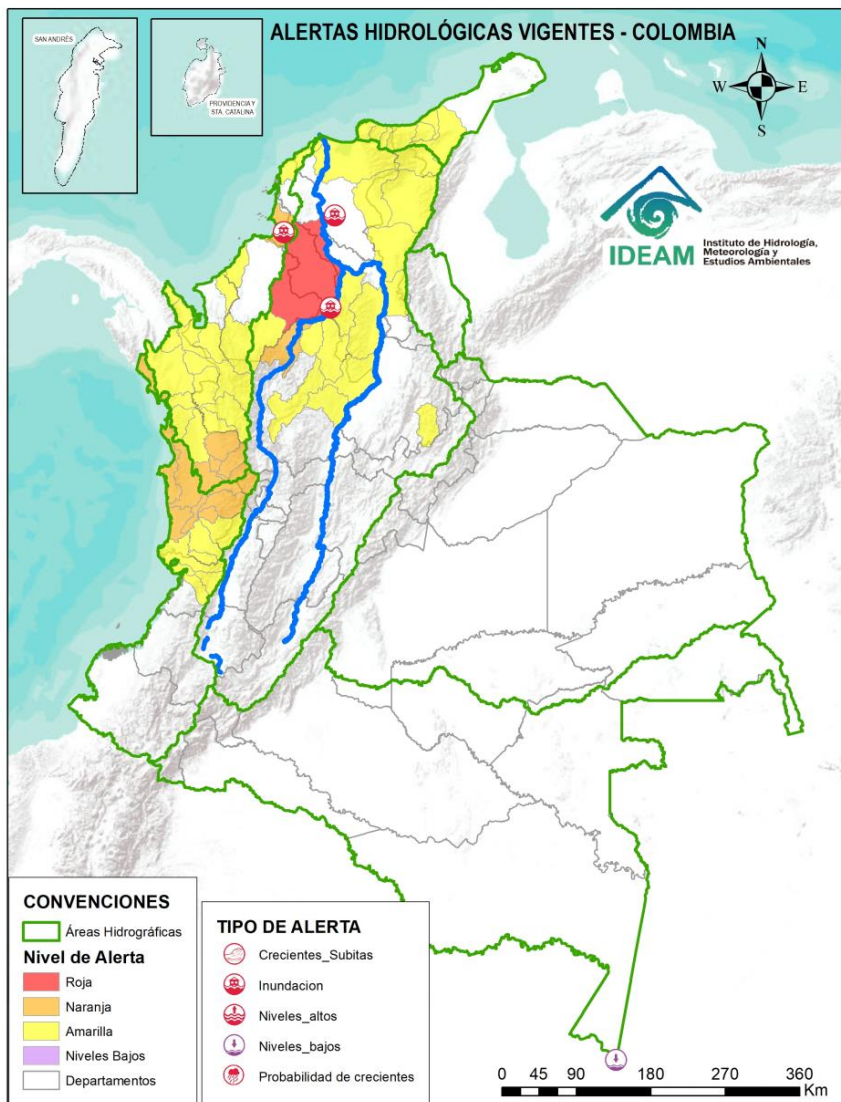 ALERTAS HIDROLÓGICAS VIGENTES - COLOMBIA
SAN ANDRÉS
PROVIDENCIA Y
STA. CATALINA
N
W
E
S
IDEAM
Instituto de Hidrología,
Meteorología y
Estudios Ambientales
CONVENCIONES
Áreas Hidrográficas
Nivel de Alerta
Roja
Naranja
Amarilla
Niveles Bajos
Departamentos
TIPO DE ALERTA
Crecientes_Subitas
Inundacion
Niveles_altos
Niveles_bajos
Probabilidad de crecientes
0 45 90 180 270 360
Km